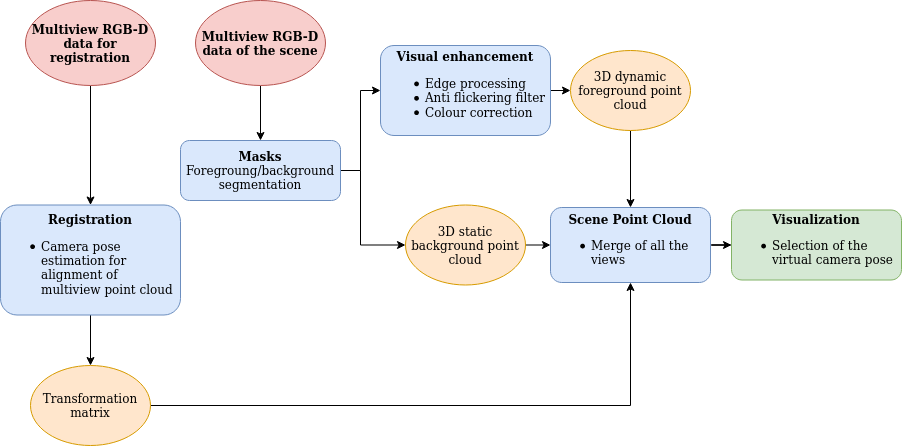 Multiview RGB-D
data for
registration
Multiview RGB-D
data of the scene
Visual enhancement
• Edge processing
• Anti flickering filter
• Colour correction
3D dynamic
foreground point
cloud
Masks
Foregroung/background
segmentation
Registration
• Camera pose
estimation for
alignment of
multiview point cloud
3D static
background point
cloud
Scene Point Cloud
• Merge of all the
views
Visualization
• Selection of the
virtual camera pose
Transformation
matrix